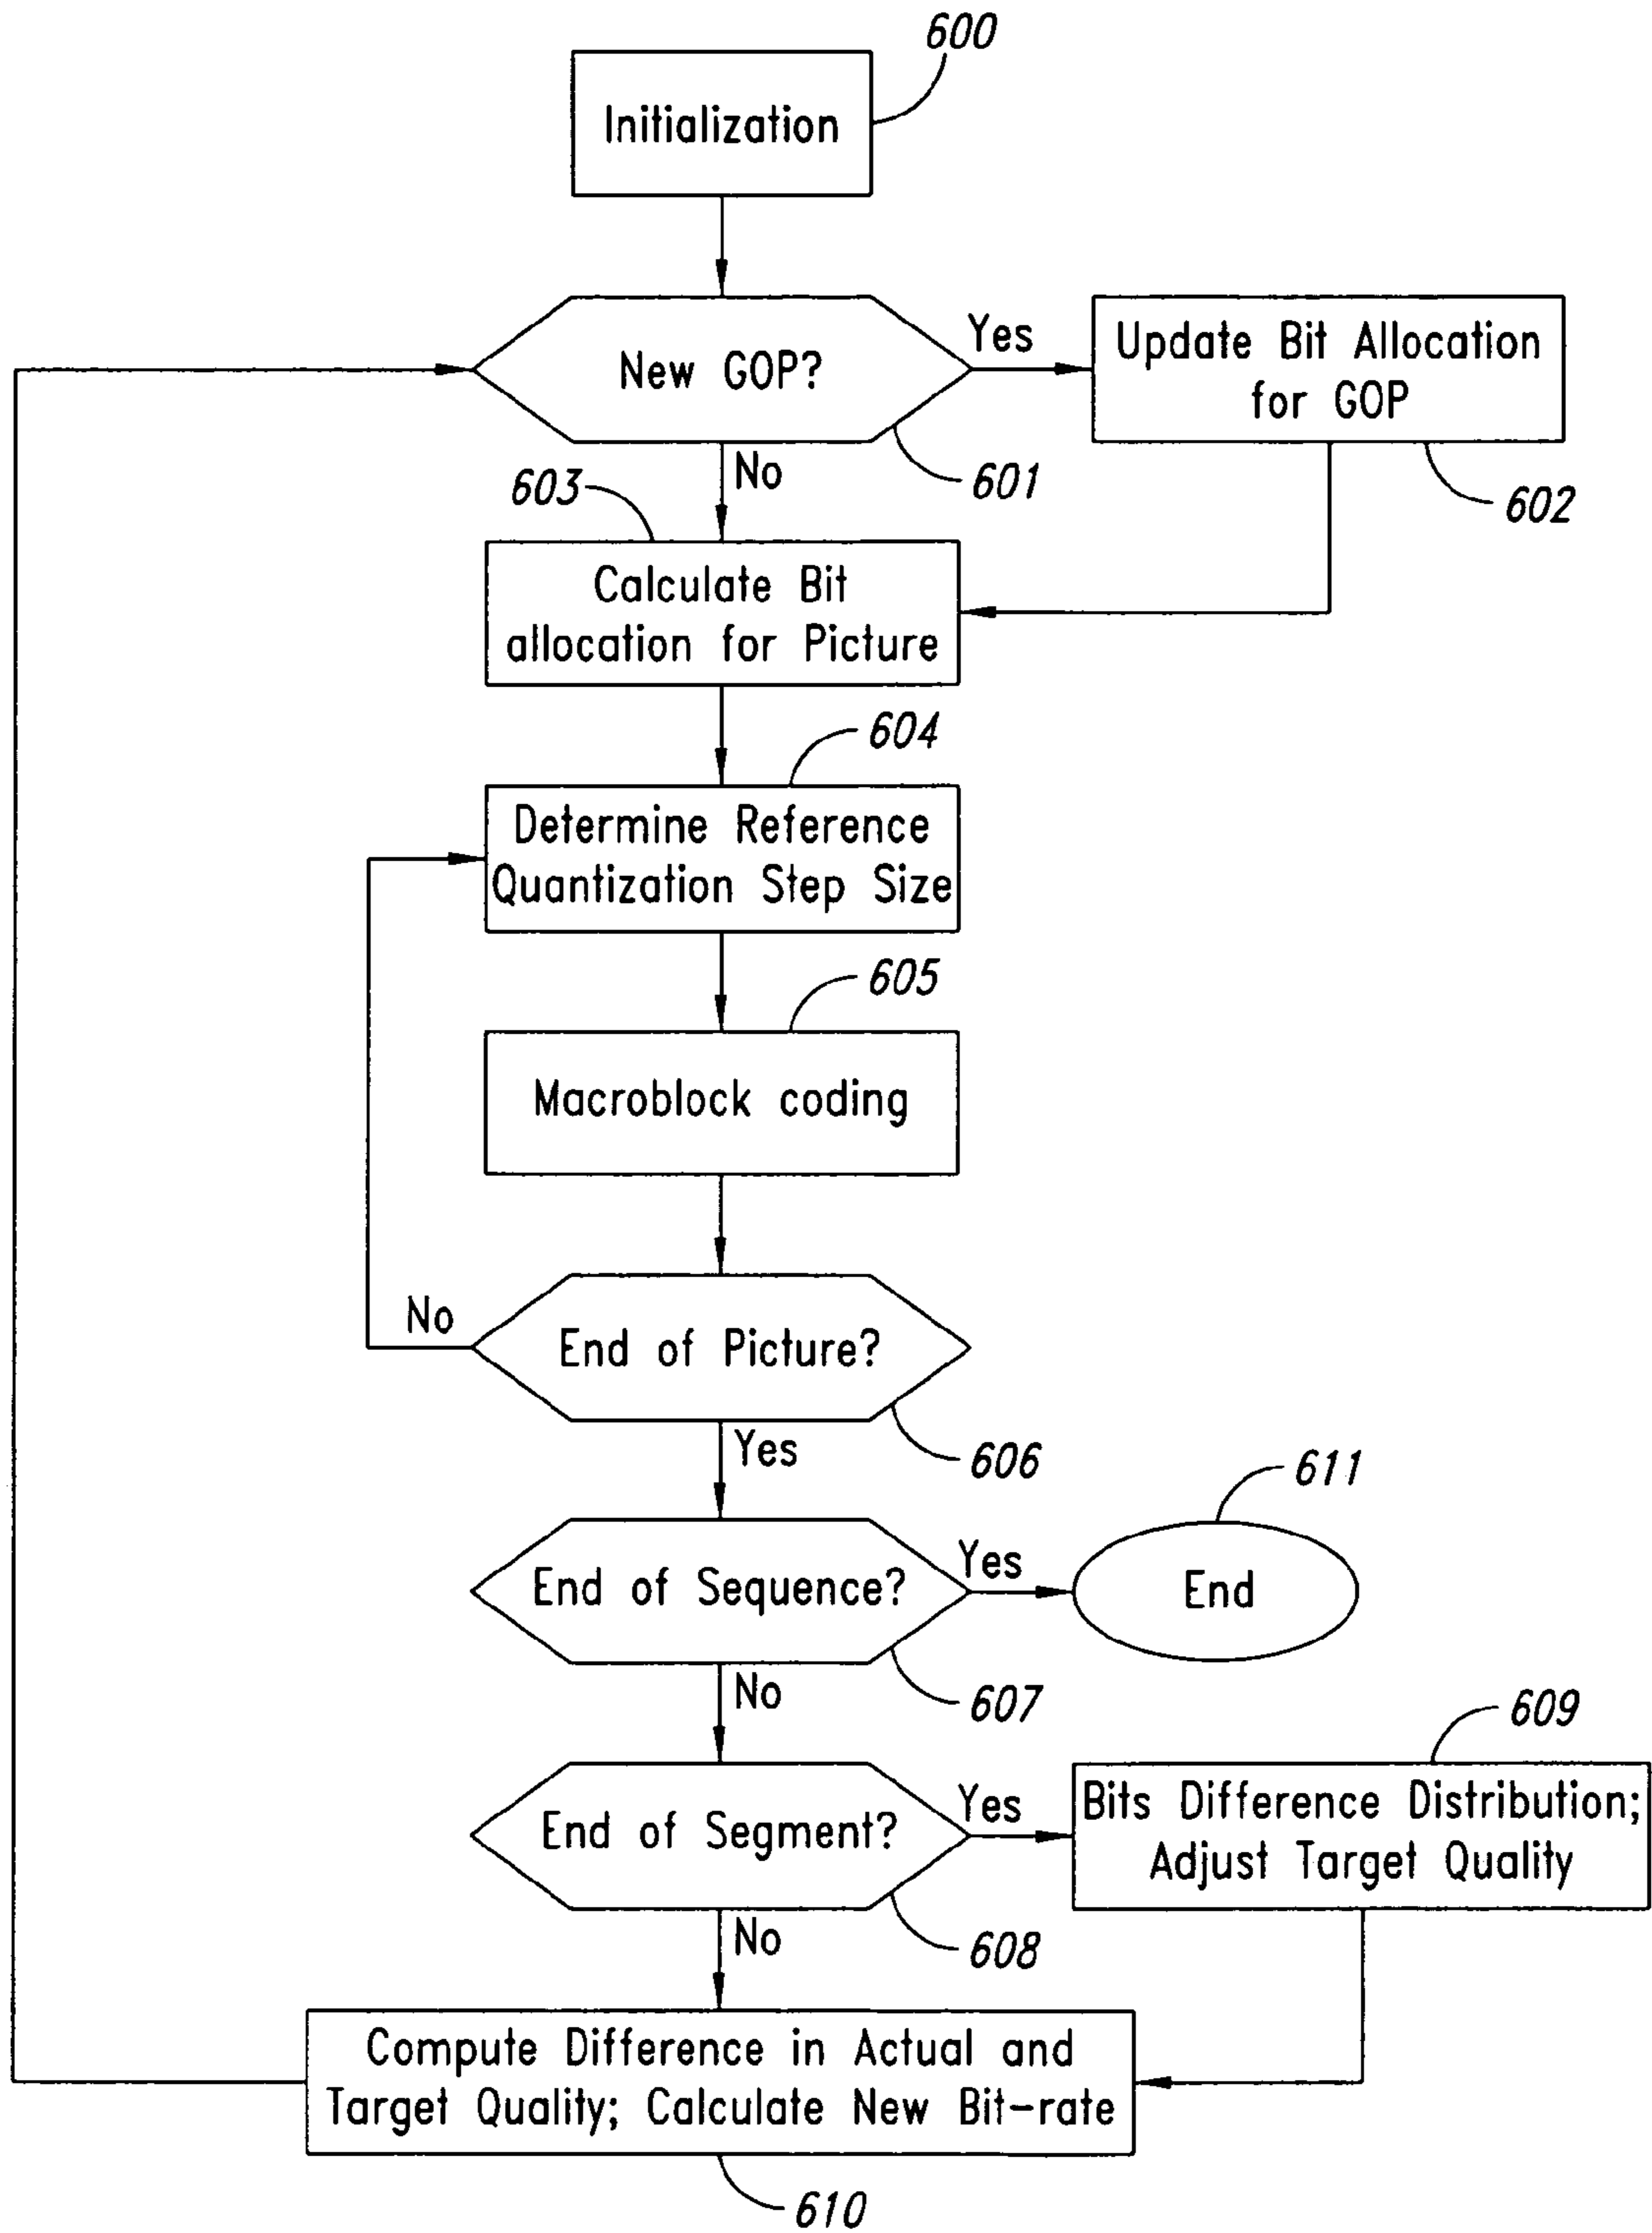 600
Initialization
New GOP?
Yes
Update Bit Allocation
for GOP
No
601
602
603
Calculate Bit
allocation for Picture
604
Determine Reference
Quantization Step Size
605
Macroblock coding
No
End of Picture?
606
Yes
611
End of Sequence?
Yes
End
No
607
609
End of Segment?
Yes
Bits Difference Distribution;
Adjust Target Quality
No
608
Compute Difference in Actual and
Target Quality; Calculate New Bit-rate
610